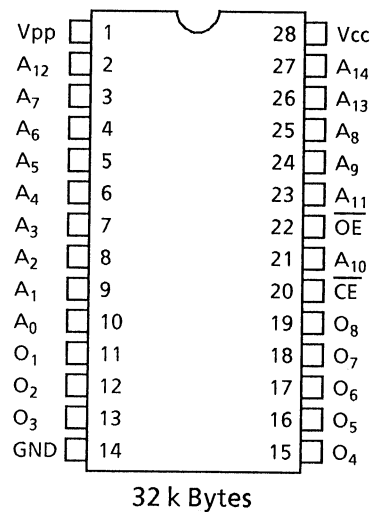 Vpp 1 28 Vcc
A12 2 27 A14
A7 3 26 A13
A6 4 25 A8
A5 5 24 A9
A4 6 23 A11
A3 7 22 O̅E̅
A2 8 21 A10
A1 9 20 C̅E̅
A0 10 19 O8
O1 11 18 O7
O2 12 17 O6
O3 13 16 O5
GND 14 15 O4
32 k Bytes